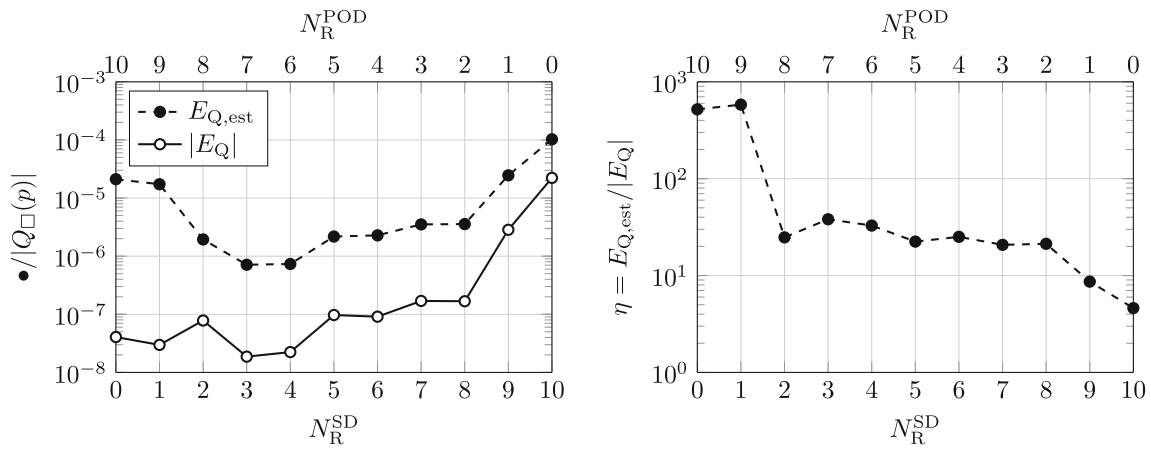 N_R^POD
10 9 8 7 6 5 4 3 2 1 0
10^−3
10^−4
10^−5
10^−6
10^−7
10^−8
E_Q,est
|E_Q|
●/|Q_□(p)|
0 1 2 3 4 5 6 7 8 9 10
N_R^SD
N_R^POD
10 9 8 7 6 5 4 3 2 1 0
10^3
10^2
10^1
10^0
η = E_Q,est/|E_Q|
0 1 2 3 4 5 6 7 8 9 10
N_R^SD